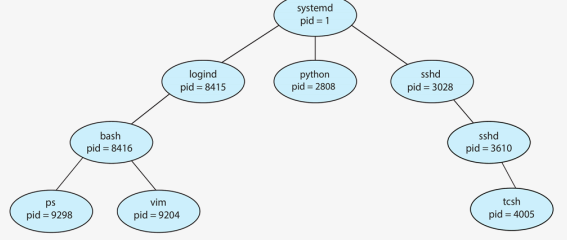 systemd
pid = 1
logind
pid = 8415
python
pid = 2808
sshd
pid = 3028
bash
pid = 8416
sshd
pid = 3610
ps
pid = 9298
vim
pid = 9204
tcsh
pid = 4005